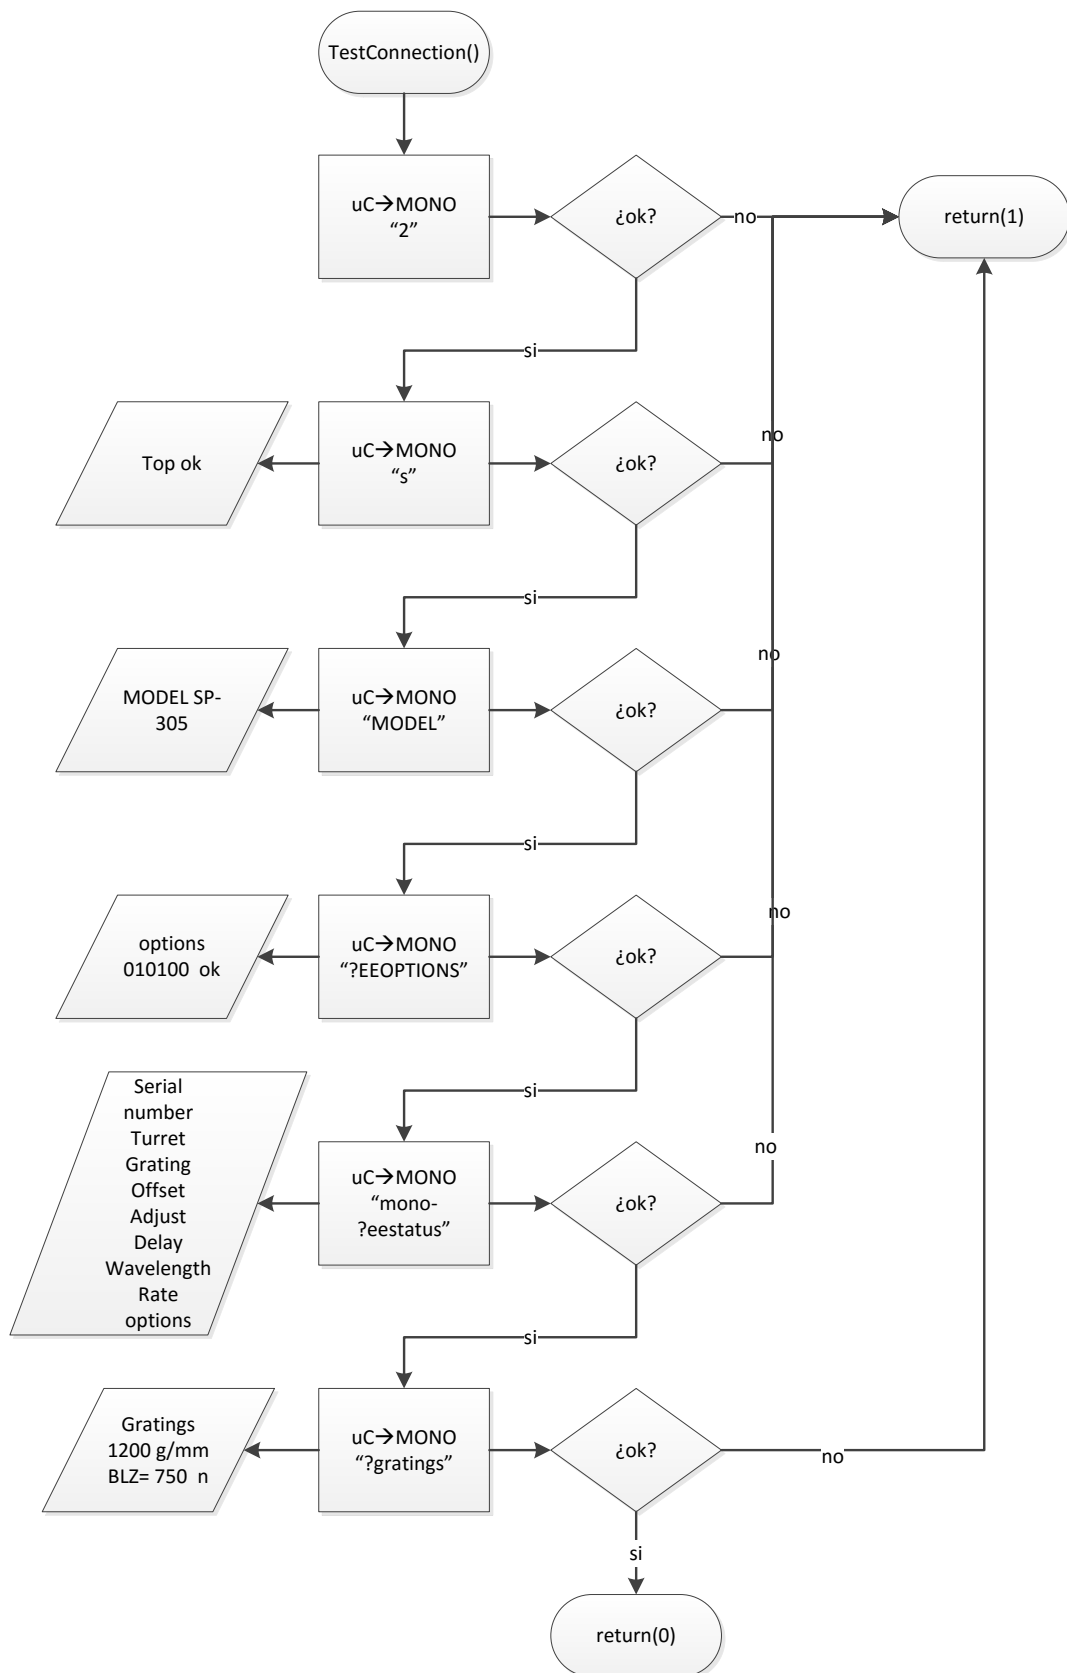 TestConnection()
uC→MONO
“2”
¿ok?
no
return(1)
si
Top ok
uC→MONO
“s”
¿ok?
no
si
MODEL SP-
305
uC→MONO
“MODEL”
¿ok?
no
si
options
010100  ok
uC→MONO
“?EEOPTIONS”
¿ok?
no
si
Serial
number
Turret
Grating
Offset
Adjust
Delay
Wavelength
Rate
options
uC→MONO
“mono-
?eestatus”
¿ok?
no
si
Gratings
1200 g/mm
BLZ= 750  n
uC→MONO
“?gratings”
¿ok?
no
si
return(0)